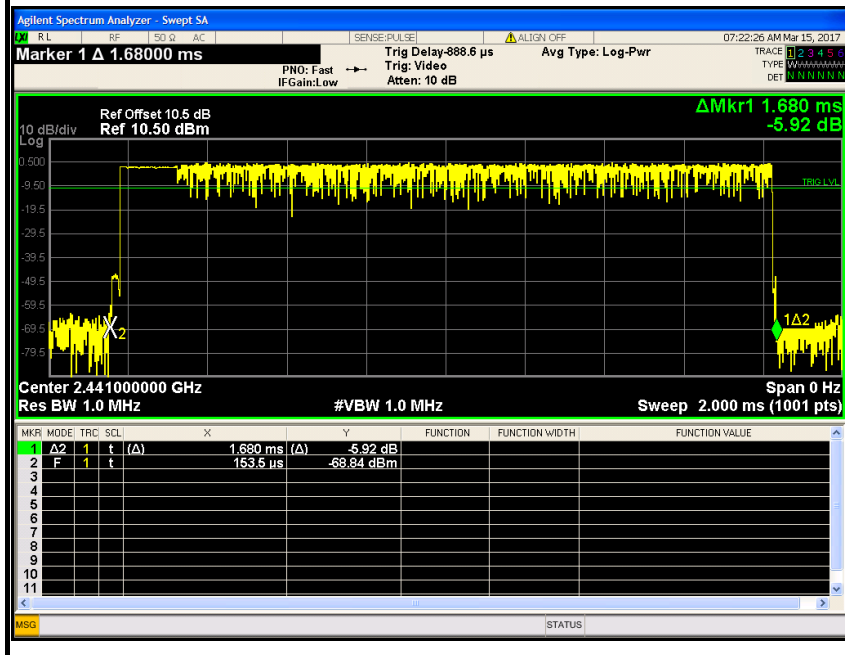 Agilent Spectrum Analyzer - Swept SA
LXI RL RF 50 Ω AC SENSE:PULSE ALIGN OFF 07:22:26 AM Mar 15, 2017
Marker 1 Δ 1.68000 ms
PNO: Fast
IFGain:Low
Trig Delay-888.6 µs
Trig: Video
Atten: 10 dB
Avg Type: Log-Pwr
TRACE 1 2 3 4 5 6
TYPE WWWWWW
DET N N N N N N
ΔMkr1 1.680 ms
-5.92 dB
Ref Offset 10.5 dB
10 dB/div Ref 10.50 dBm
Log
0.500
-9.50
TRIG LVL
-19.5
-29.5
-39.5
-49.5
-59.5
-69.5
-79.5
X2
1Δ2
Center 2.441000000 GHz Span 0 Hz
Res BW 1.0 MHz #VBW 1.0 MHz Sweep 2.000 ms (1001 pts)
MKR MODE TRC SCL X Y FUNCTION FUNCTION WIDTH FUNCTION VALUE
1 Δ2 1 t (Δ) 1.680 ms (Δ) -5.92 dB
2 F 1 t 153.5 µs -68.84 dBm
3
4
5
6
7
8
9
10
11
MSG STATUS